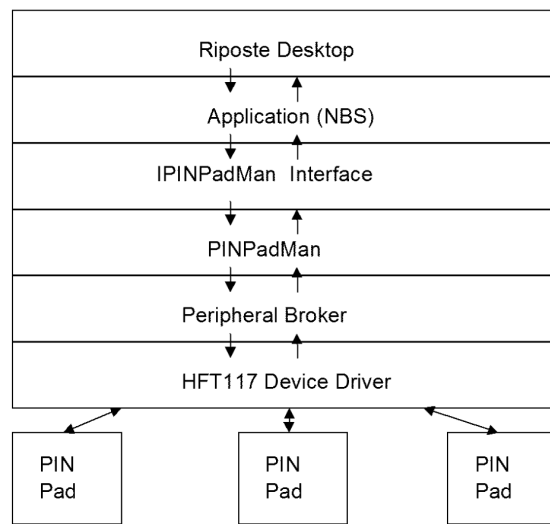 Riposte Desktop
Application (NBS)
IPINPadMan Interface
PINPadMan
Peripheral Broker
HFT117 Device Driver
PIN
Pad
PIN
Pad
PIN
Pad